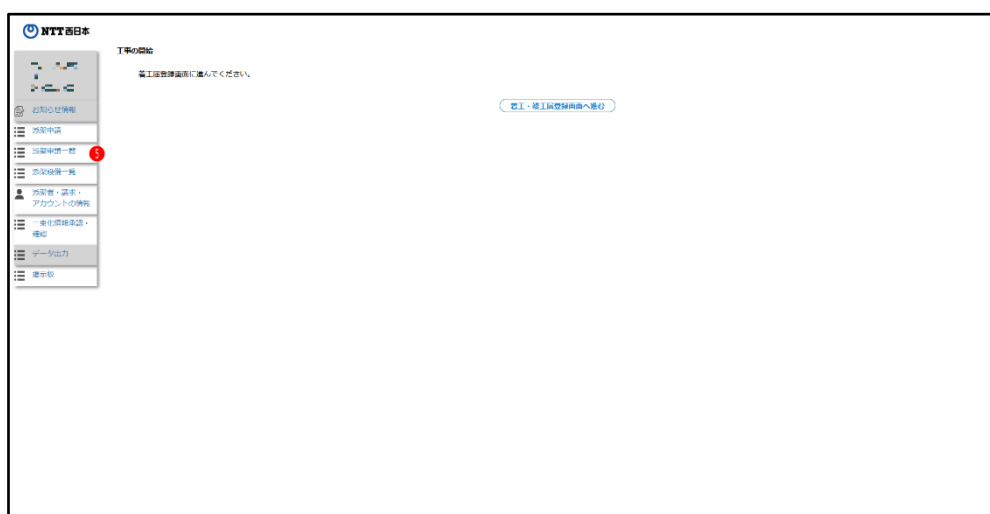 NTT西日本
工事の開始
着工届登録画面に進んでください。
着工・竣工届登録画面へ進む
お知らせ情報
添架申請
添架申請一覧
5
添架設備一覧
添架者・請求・
アカウントの情報
一束化情報承認・
確認
データ出力
掲示板